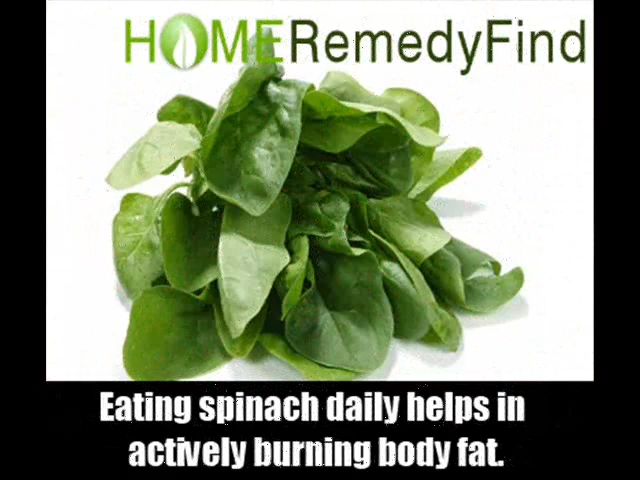 HOMERemedyFind
Eating spinach daily helps in
actively burning body fat.